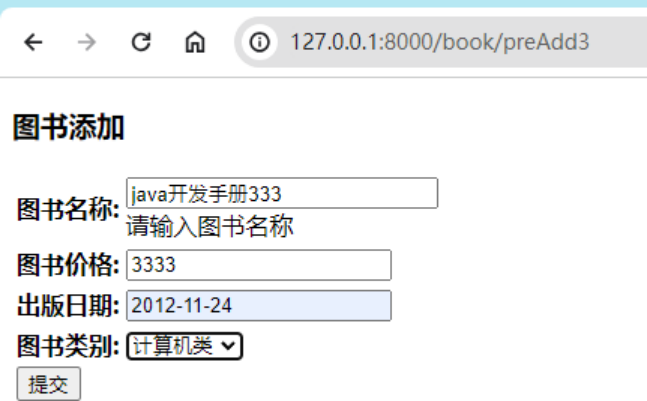 127.0.0.1:8000/book/preAdd3
图书添加
图书名称: java开发手册333
请输入图书名称
图书价格: 3333
出版日期: 2012-11-24
图书类别: 计算机类
提交